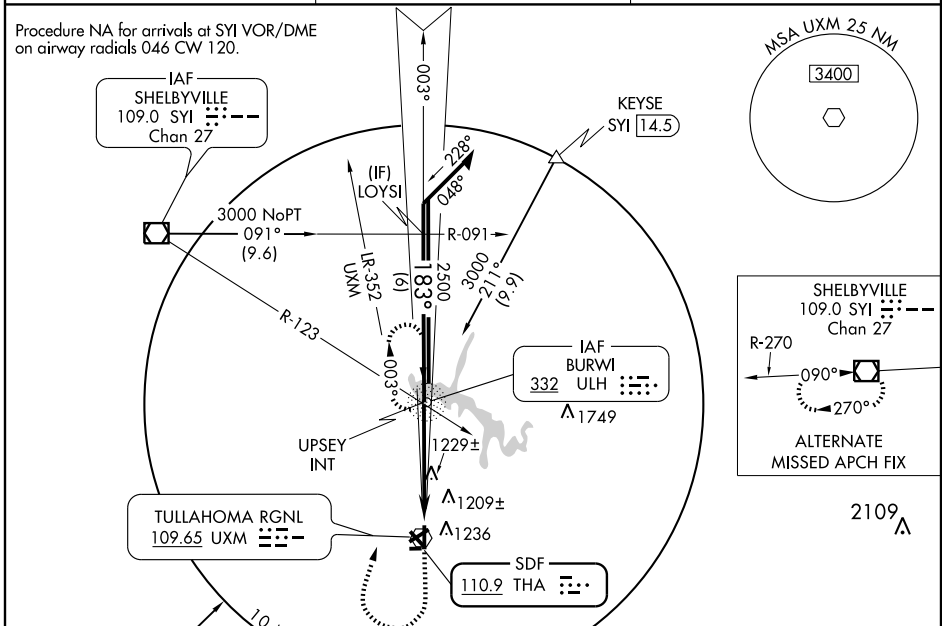 Procedure NA for arrivals at SYI VOR/DME
on airway radials 046 CW 120.
MSA UXM 25 NM
3400
IAF
SHELBYVILLE
109.0 SYI
Chan 27
003°
KEYSE
SYI 14.5
228°
048°
(IF)
LOYSI
3000 NoPT
091°
(9.6)
R-091
LR-352
UXM
183°
(6)
2500
3000
211°
(9.9)
R-123
003°
IAF
BURWI
332 ULH
1749
UPSEY
INT
1229±
1209±
1236
TULLAHOMA RGNL
109.65 UXM
SDF
110.9 THA
SHELBYVILLE
109.0 SYI
Chan 27
R-270
090°
270°
ALTERNATE
MISSED APCH FIX
2109